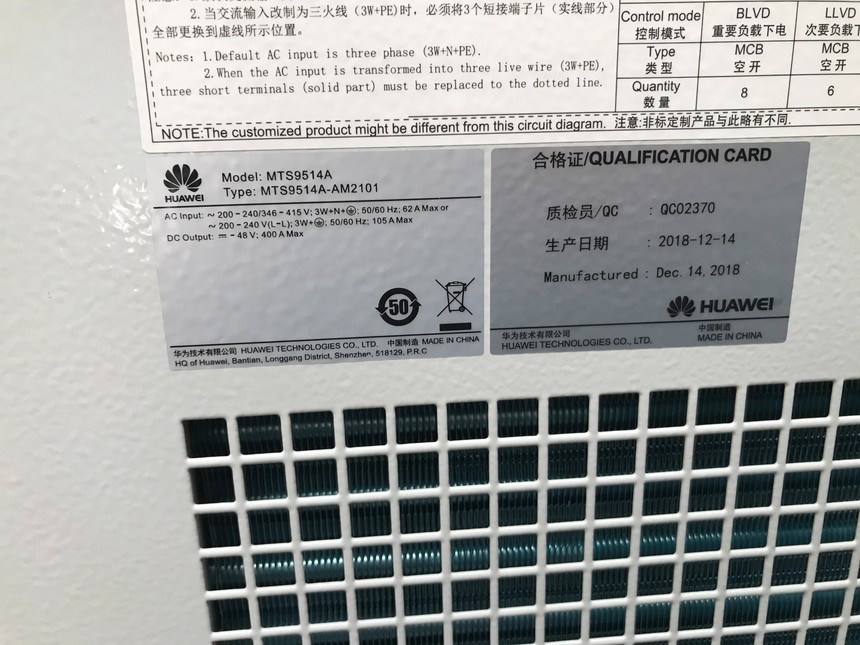 2.当交流输入改制为三火线（3W+PE)时，必须将3个短接端子片（实线部分）
全部更换到虚线所示位置。
Notes: 1.Default AC input is three phase (3W+N+PE).
2.When the AC input is transformed into three live wire (3W+PE),
three short terminals (solid part) must be replaced to the dotted line.
Control mode
控制模式
BLVD
重要负载下电
LLVD
次要负载下
Type
类型
MCB
空开
MCB
空开
Quantity
数量
8
6
NOTE:The customized product might be different from this circuit diagram. 注意:非标定制产品与此略有不同.
HUAWEI
Model: MTS9514A
Type: MTS9514A-AM2101
AC Input: ~ 200-240/346-415V; 3W+N+⏚; 50/60 Hz; 62 A Max or
~ 200-240 V(L-L); 3W+⏚; 50/60 Hz; 105 A Max
DC Output: ⎓ -48V; 400 A Max
50
华为技术有限公司 HUAWEI TECHNOLOGIES CO., LTD. 中国制造 MADE IN CHINA
HQ of Huawei, Bantian, Longgang District, Shenzhen, 518129, P.R.C
合格证/QUALIFICATION CARD
质检员/QC : QC02370
生产日期 : 2018-12-14
Manufactured : Dec. 14, 2018
HUAWEI
华为技术有限公司
HUAWEI TECHNOLOGIES CO., LTD.
中国制造
MADE IN CHINA